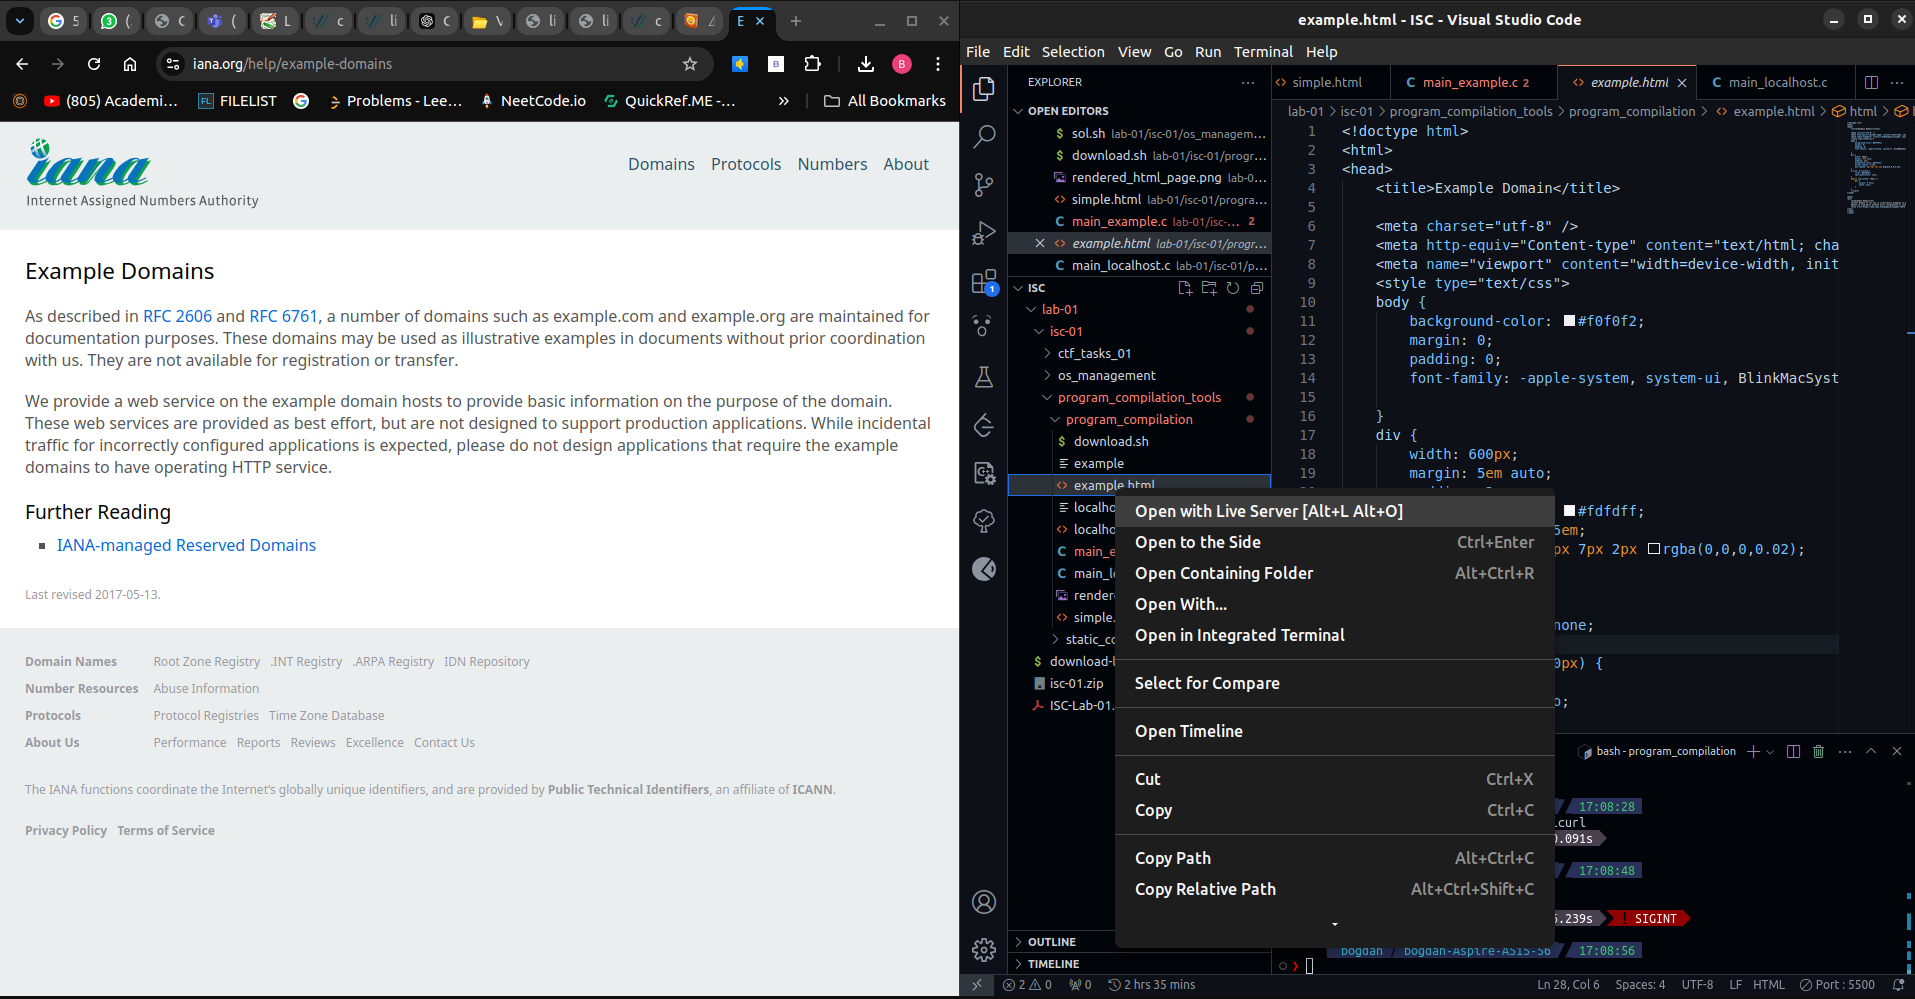 5
3
(
C
(
L
c
li
C
V
li
li
c
E
iana.org/help/example-domains
B
(805) Academi...
FL FILELIST
Problems - Lee...
NeetCode.io
QuickRef.ME -...
All Bookmarks
iana
Internet Assigned Numbers Authority
Domains Protocols Numbers About
Example Domains
As described in RFC 2606 and RFC 6761, a number of domains such as example.com and example.org are maintained for
documentation purposes. These domains may be used as illustrative examples in documents without prior coordination
with us. They are not available for registration or transfer.
We provide a web service on the example domain hosts to provide basic information on the purpose of the domain.
These web services are provided as best effort, but are not designed to support production applications. While incidental
traffic for incorrectly configured applications is expected, please do not design applications that require the example
domains to have operating HTTP service.
Further Reading
IANA-managed Reserved Domains
Last revised 2017-05-13.
Domain Names Root Zone Registry .INT Registry .ARPA Registry IDN Repository
Number Resources Abuse Information
Protocols Protocol Registries Time Zone Database
About Us Performance Reports Reviews Excellence Contact Us
The IANA functions coordinate the Internet's globally unique identifiers, and are provided by Public Technical Identifiers, an affiliate of ICANN.
Privacy Policy Terms of Service
example.html - ISC - Visual Studio Code
File Edit Selection View Go Run Terminal Help
EXPLORER
OPEN EDITORS
$ sol.sh lab-01/isc-01/os_managem...
$ download.sh lab-01/isc-01/progr...
rendered_html_page.png lab-0...
simple.html lab-01/isc-01/progra...
C main_example.c lab-01/isc-... 2
example.html lab-01/isc-01/progr...
C main_localhost.c lab-01/isc-01/p...
ISC
1
lab-01
isc-01
ctf_tasks_01
os_management
program_compilation_tools
program_compilation
$ download.sh
example
example.html
localho
localho
C main_e
C main_l
render
simple.
static_co
$ download-l
isc-01.zip
ISC-Lab-01.
OUTLINE
TIMELINE
simple.html
C main_example.c 2
example.html
C main_localhost.c
lab-01 > isc-01 > program_compilation_tools > program_compilation > example.html > html >
1 <!doctype html>
2 <html>
3 <head>
4 <title>Example Domain</title>
5
6 <meta charset="utf-8" />
7 <meta http-equiv="Content-type" content="text/html; cha
8 <meta name="viewport" content="width=device-width, init
9 <style type="text/css">
10 body {
11 background-color: #f0f0f2;
12 margin: 0;
13 padding: 0;
14 font-family: -apple-system, system-ui, BlinkMacSyst
15
16 }
17 div {
18 width: 600px;
19 margin: 5em auto;
#fdfdff;
5em;
px 7px 2px rgba(0,0,0,0.02);
none;
0px) {
o;
Open with Live Server [Alt+L Alt+O]
Open to the Side Ctrl+Enter
Open Containing Folder Alt+Ctrl+R
Open With...
Open in Integrated Terminal
Select for Compare
Open Timeline
Cut Ctrl+X
Copy Ctrl+C
Copy Path Alt+Ctrl+C
Copy Relative Path Alt+Ctrl+Shift+C
bash - program_compilation
17:08:28
curl
0.091s
17:08:48
6.239s ! SIGINT
bogdan bogdan-Aspire-A515-56 17:08:56
2 0 0 2 hrs 35 mins
Ln 28, Col 6 Spaces: 4 UTF-8 LF HTML Port : 5500